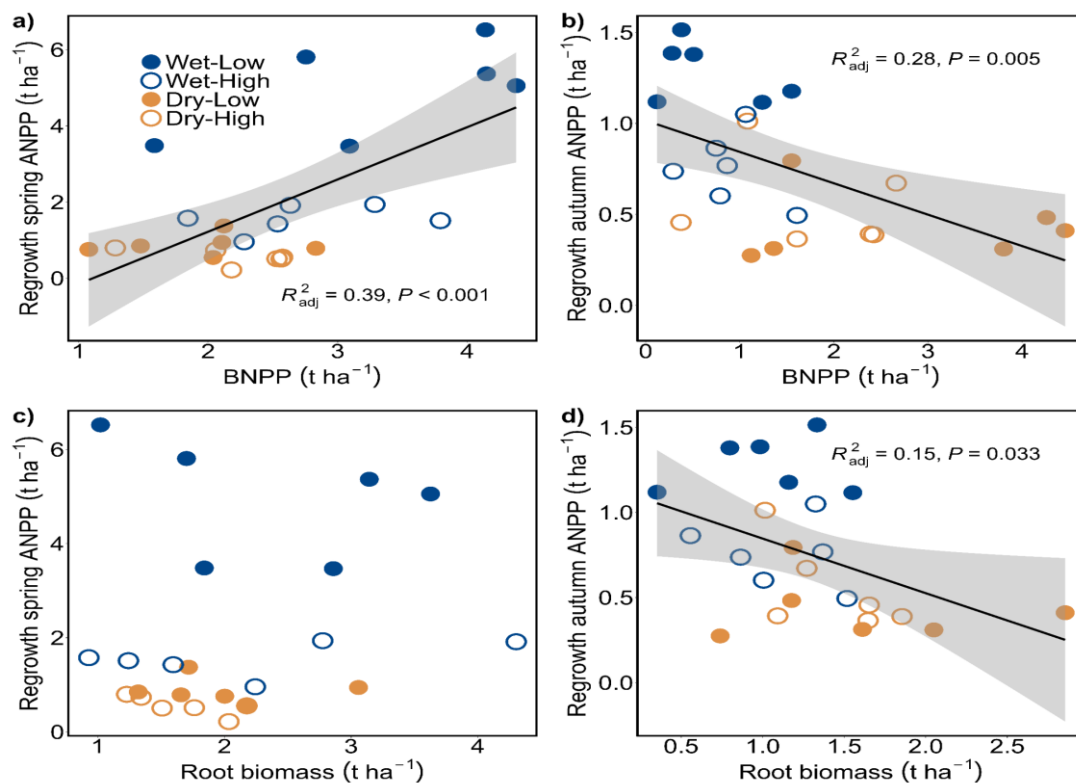 a)
Regrowth spring ANPP (t ha⁻¹)
6
4
2
0
Wet-Low
Wet-High
Dry-Low
Dry-High
R²adj = 0.39, P < 0.001
1 2 3 4
BNPP (t ha⁻¹)
b)
Regrowth autumn ANPP (t ha⁻¹)
1.5
1.0
0.5
0.0
R²adj = 0.28, P = 0.005
0 1 2 3 4
BNPP (t ha⁻¹)
c)
Regrowth spring ANPP (t ha⁻¹)
6
4
2
0
1 2 3 4
Root biomass (t ha⁻¹)
d)
Regrowth autumn ANPP (t ha⁻¹)
1.5
1.0
0.5
0.0
R²adj = 0.15, P = 0.033
0.5 1.0 1.5 2.0 2.5
Root biomass (t ha⁻¹)